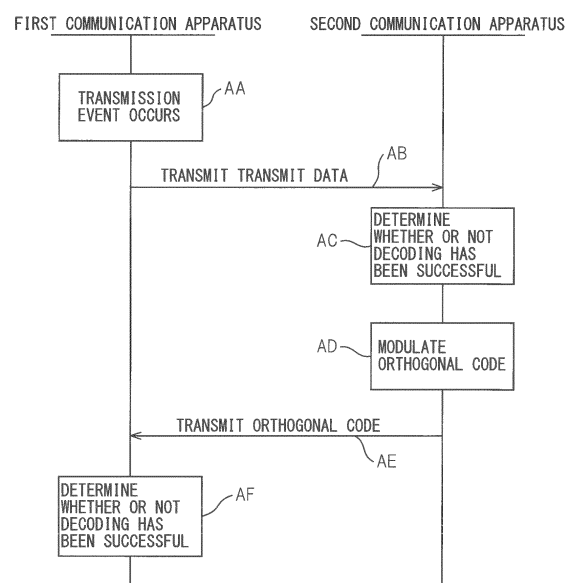 FIRST COMMUNICATION APPARATUS
SECOND COMMUNICATION APPARATUS
TRANSMISSION
EVENT OCCURS
AA
TRANSMIT TRANSMIT DATA
AB
DETERMINE
WHETHER OR NOT
DECODING HAS
BEEN SUCCESSFUL
AC
MODULATE
ORTHOGONAL CODE
AD
TRANSMIT ORTHOGONAL CODE
AE
DETERMINE
WHETHER OR NOT
DECODING HAS
BEEN SUCCESSFUL
AF